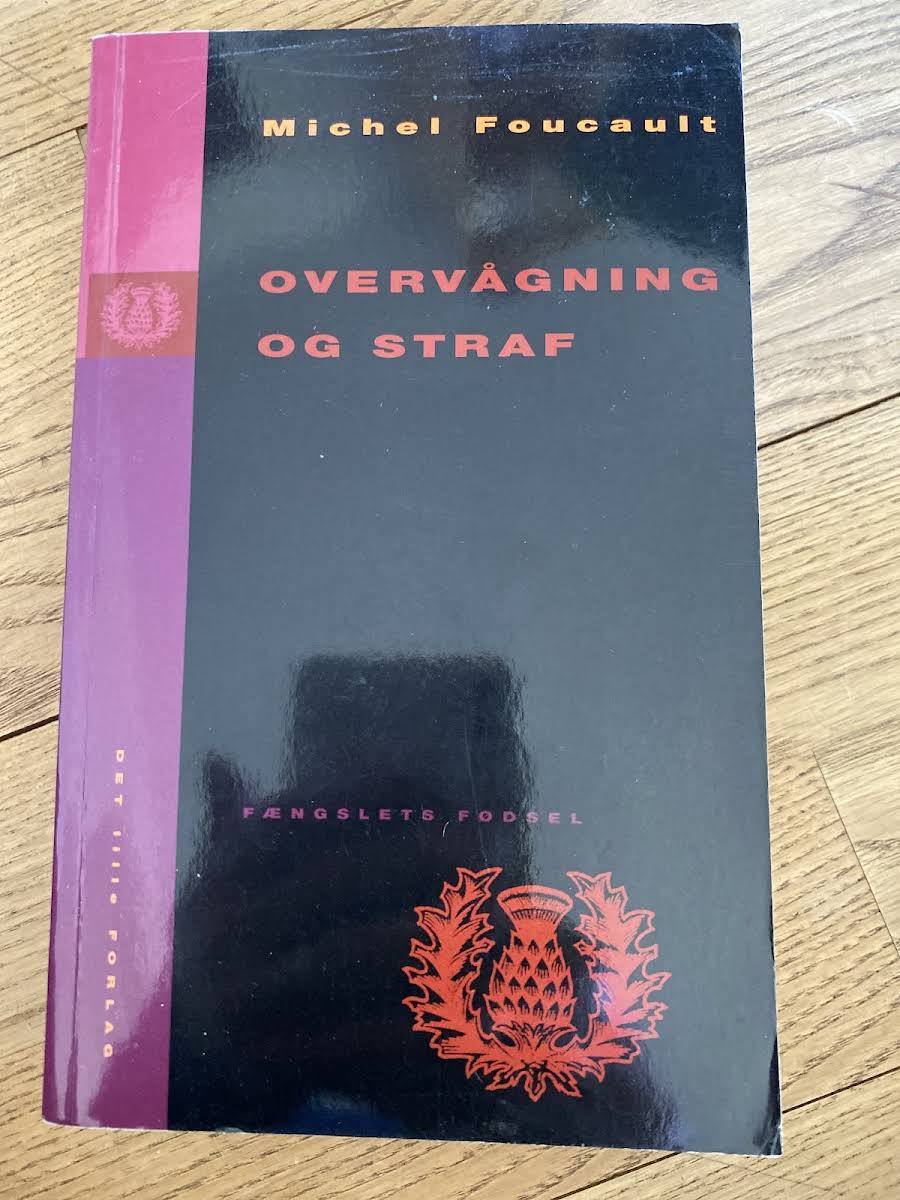 Michel Foucault
OVERVÅGNING
OG STRAF
FÆNGSLETS FØDSEL
DET lille FORLAG